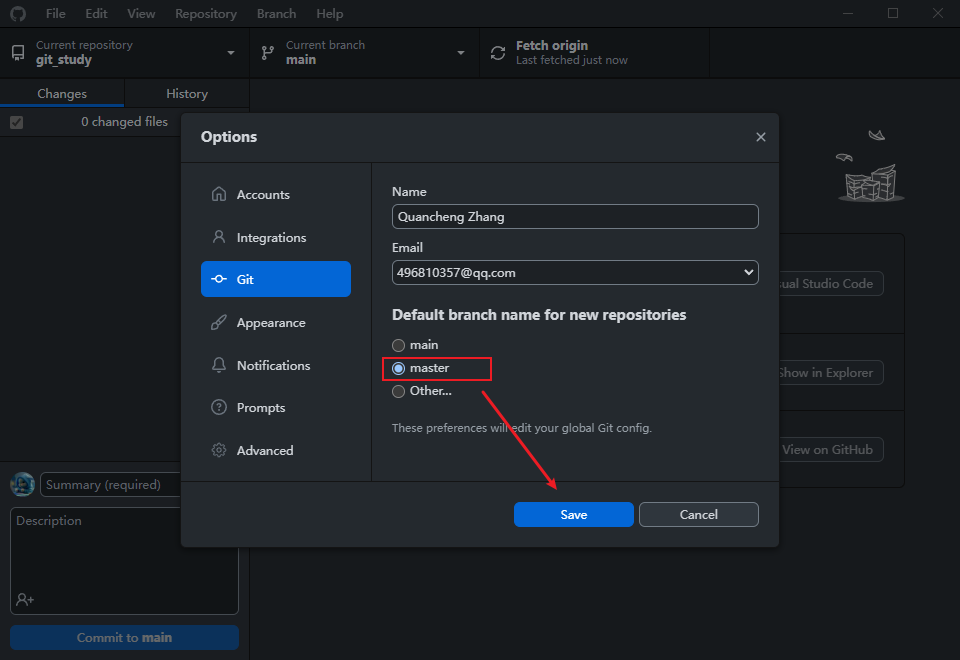 File Edit View Repository Branch Help
Current repository
git_study
Current branch
main
Fetch origin
Last fetched just now
Changes History
0 changed files
Options
Accounts
Integrations
Git
Appearance
Notifications
Prompts
Advanced
Name
Quancheng Zhang
Email
496810357@qq.com
Default branch name for new repositories
main
master
Other...
These preferences will edit your global Git config.
Save Cancel
Studio Code
Show in Explorer
View on GitHub
Summary (required)
Description
Commit to main